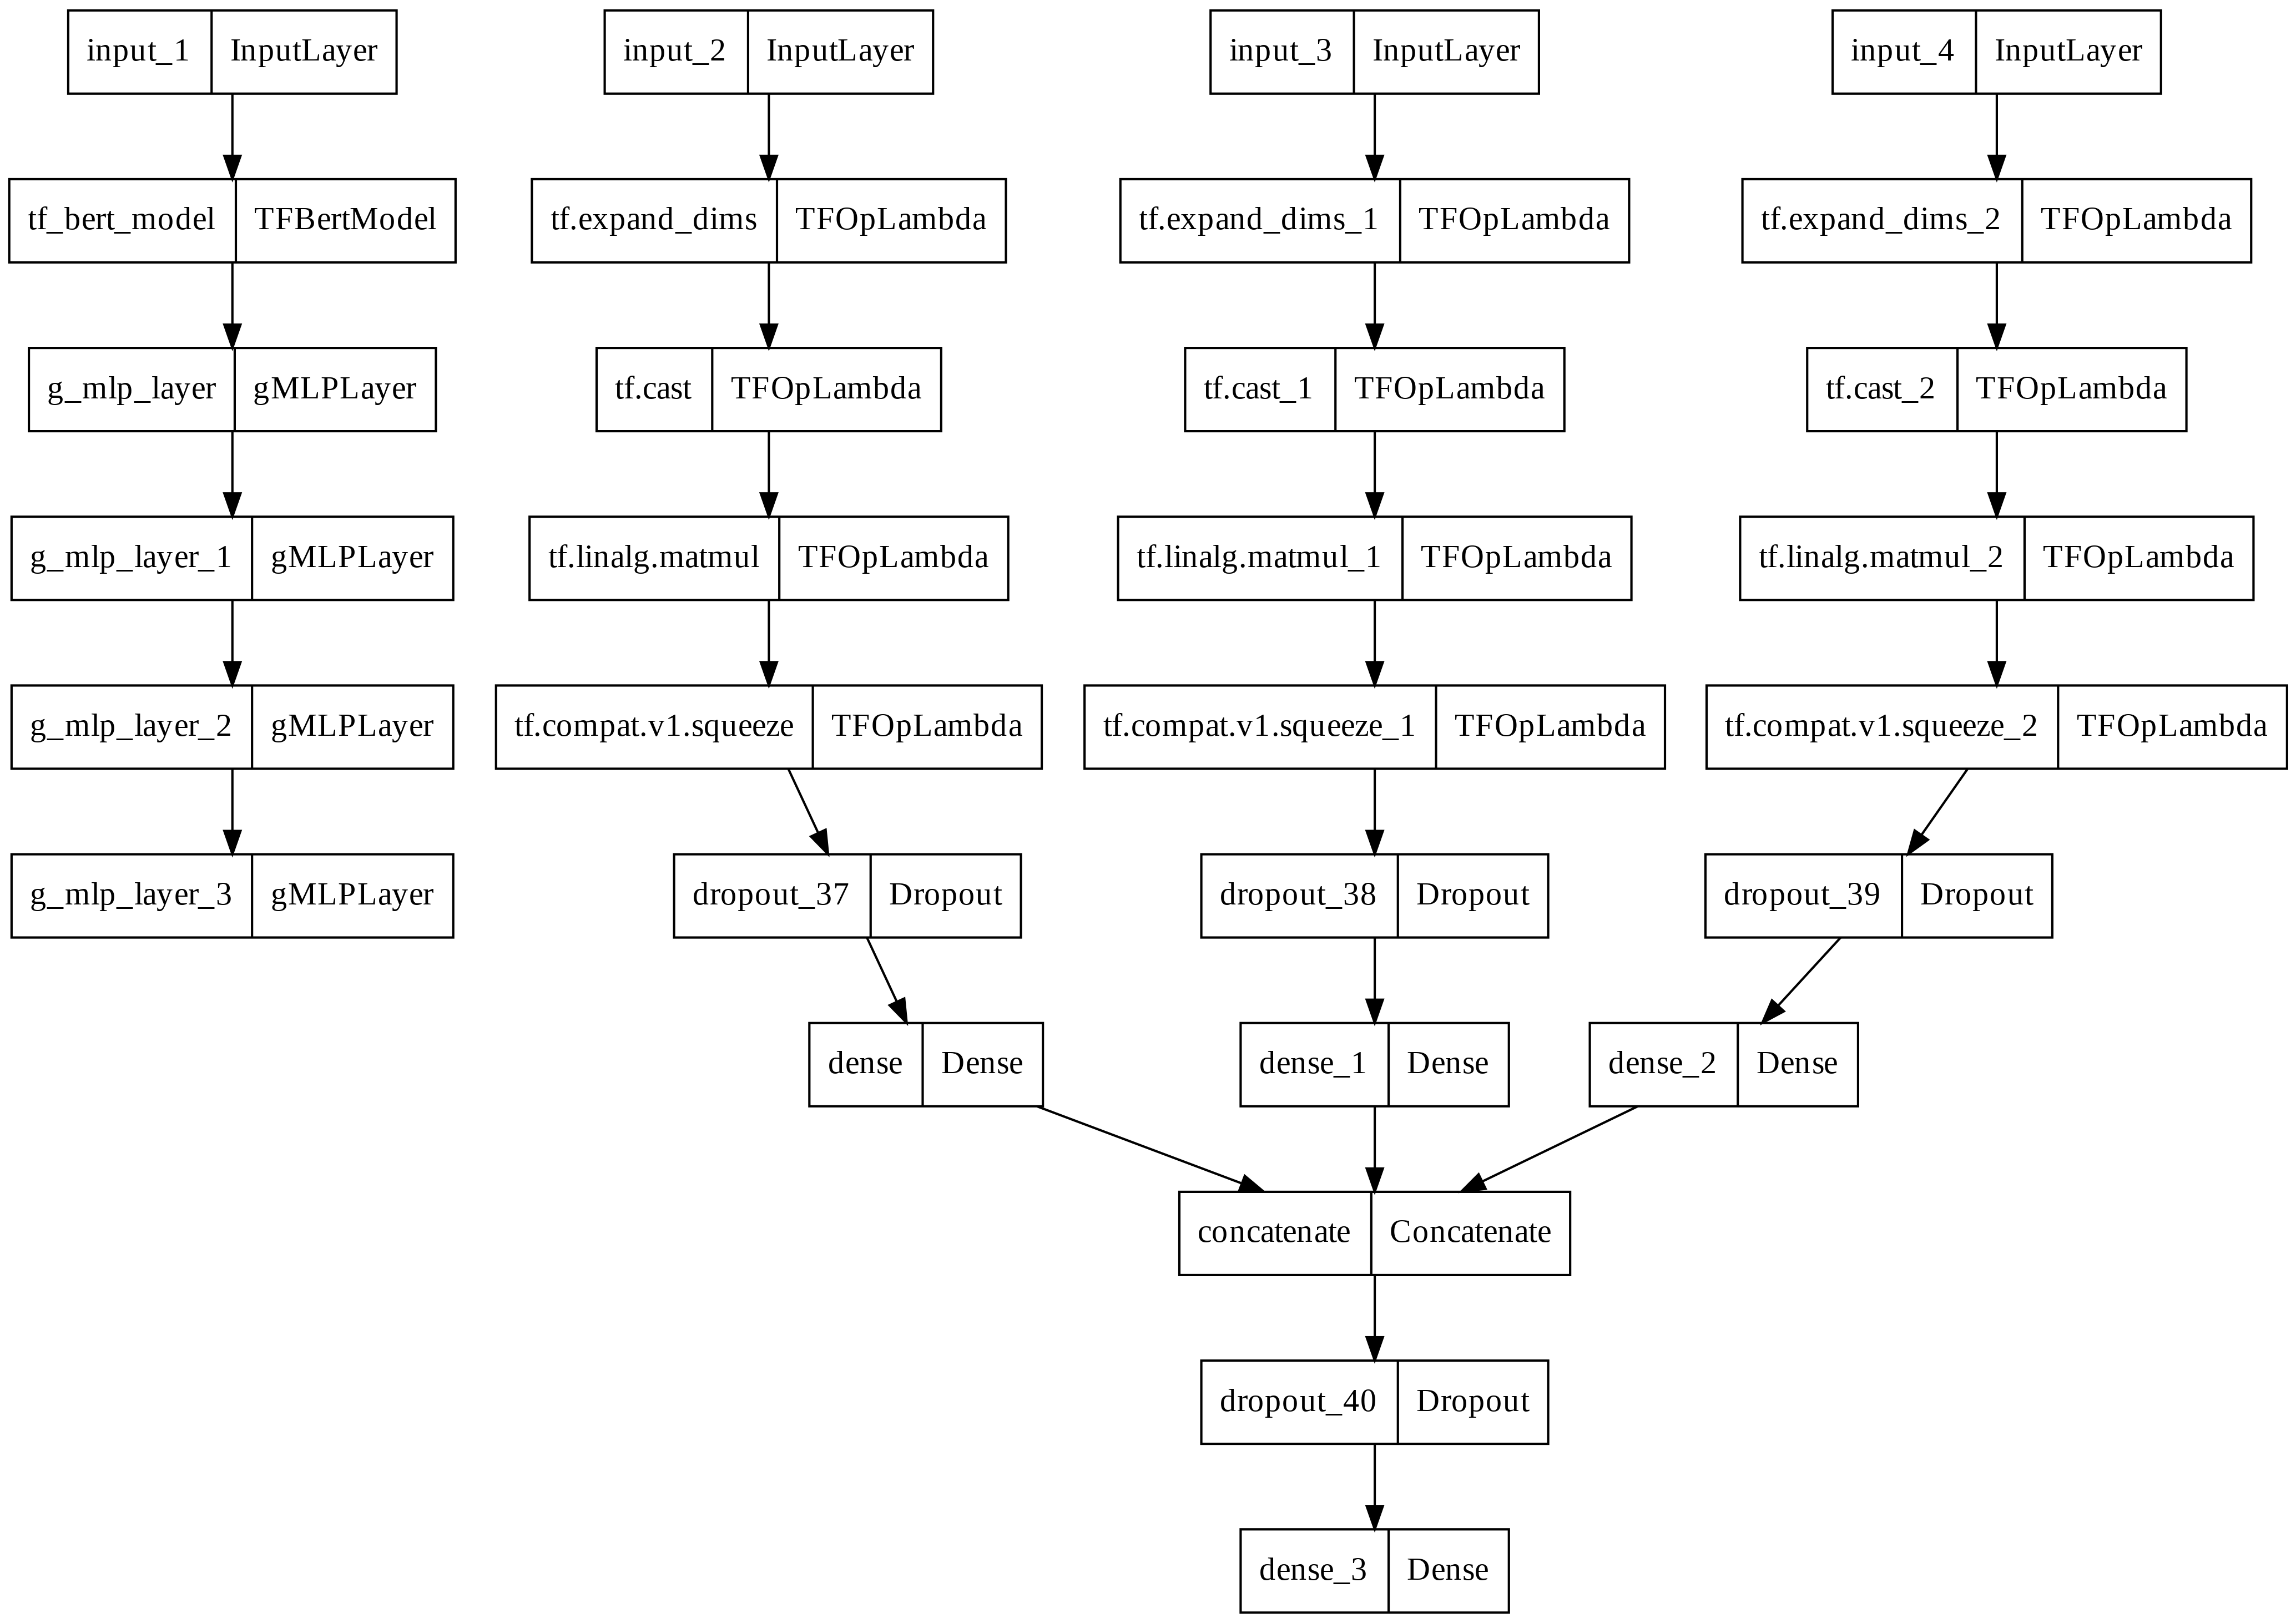 input_1 InputLayer input_2 InputLayer input_3 InputLayer input_4 InputLayer
tf_bert_model TFBertModel tf.expand_dims TFOpLambda tf.expand_dims_1 TFOpLambda tf.expand_dims_2 TFOpLambda
g_mlp_layer gMLPLayer tf.cast TFOpLambda tf.cast_1 TFOpLambda tf.cast_2 TFOpLambda
g_mlp_layer_1 gMLPLayer tf.linalg.matmul TFOpLambda tf.linalg.matmul_1 TFOpLambda tf.linalg.matmul_2 TFOpLambda
g_mlp_layer_2 gMLPLayer tf.compat.v1.squeeze TFOpLambda tf.compat.v1.squeeze_1 TFOpLambda tf.compat.v1.squeeze_2 TFOpLambda
g_mlp_layer_3 gMLPLayer dropout_37 Dropout dropout_38 Dropout dropout_39 Dropout
dense Dense dense_1 Dense dense_2 Dense
concatenate Concatenate
dropout_40 Dropout
dense_3 Dense